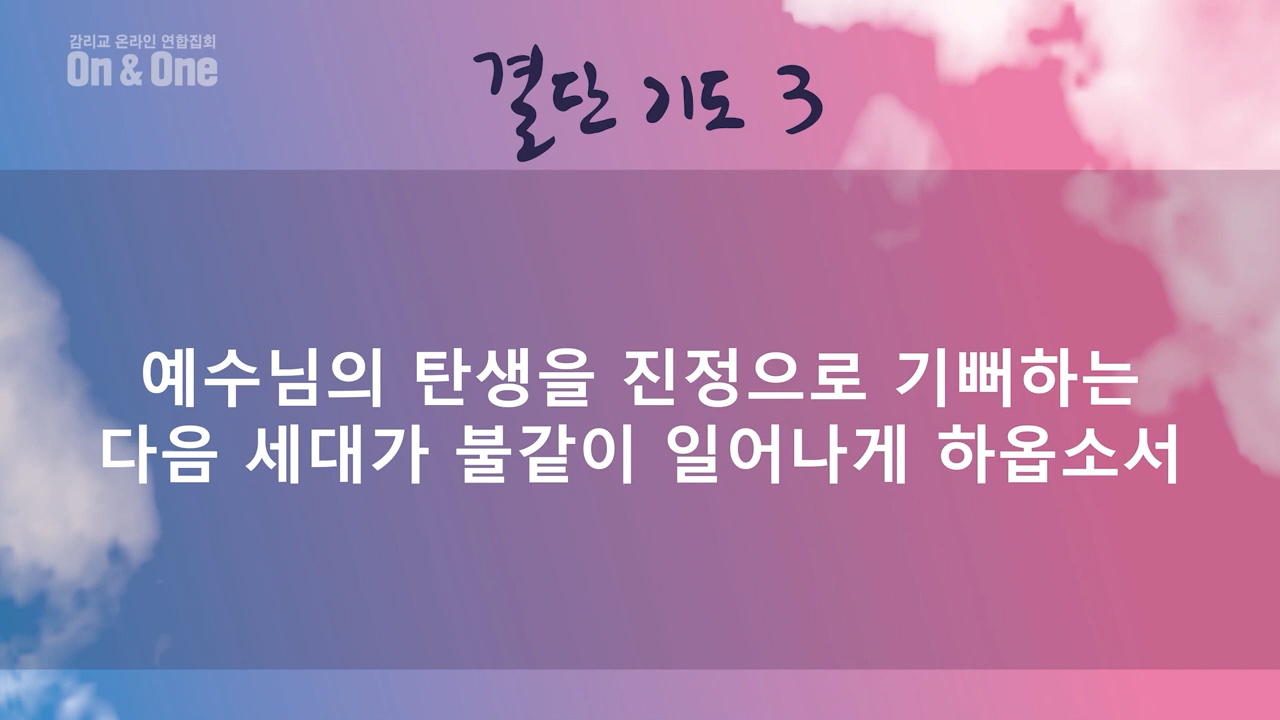 감리교 온라인 연합집회
On & One
결단 기도 3
예수님의 탄생을 진정으로 기뻐하는
다음 세대가 불같이 일어나게 하옵소서